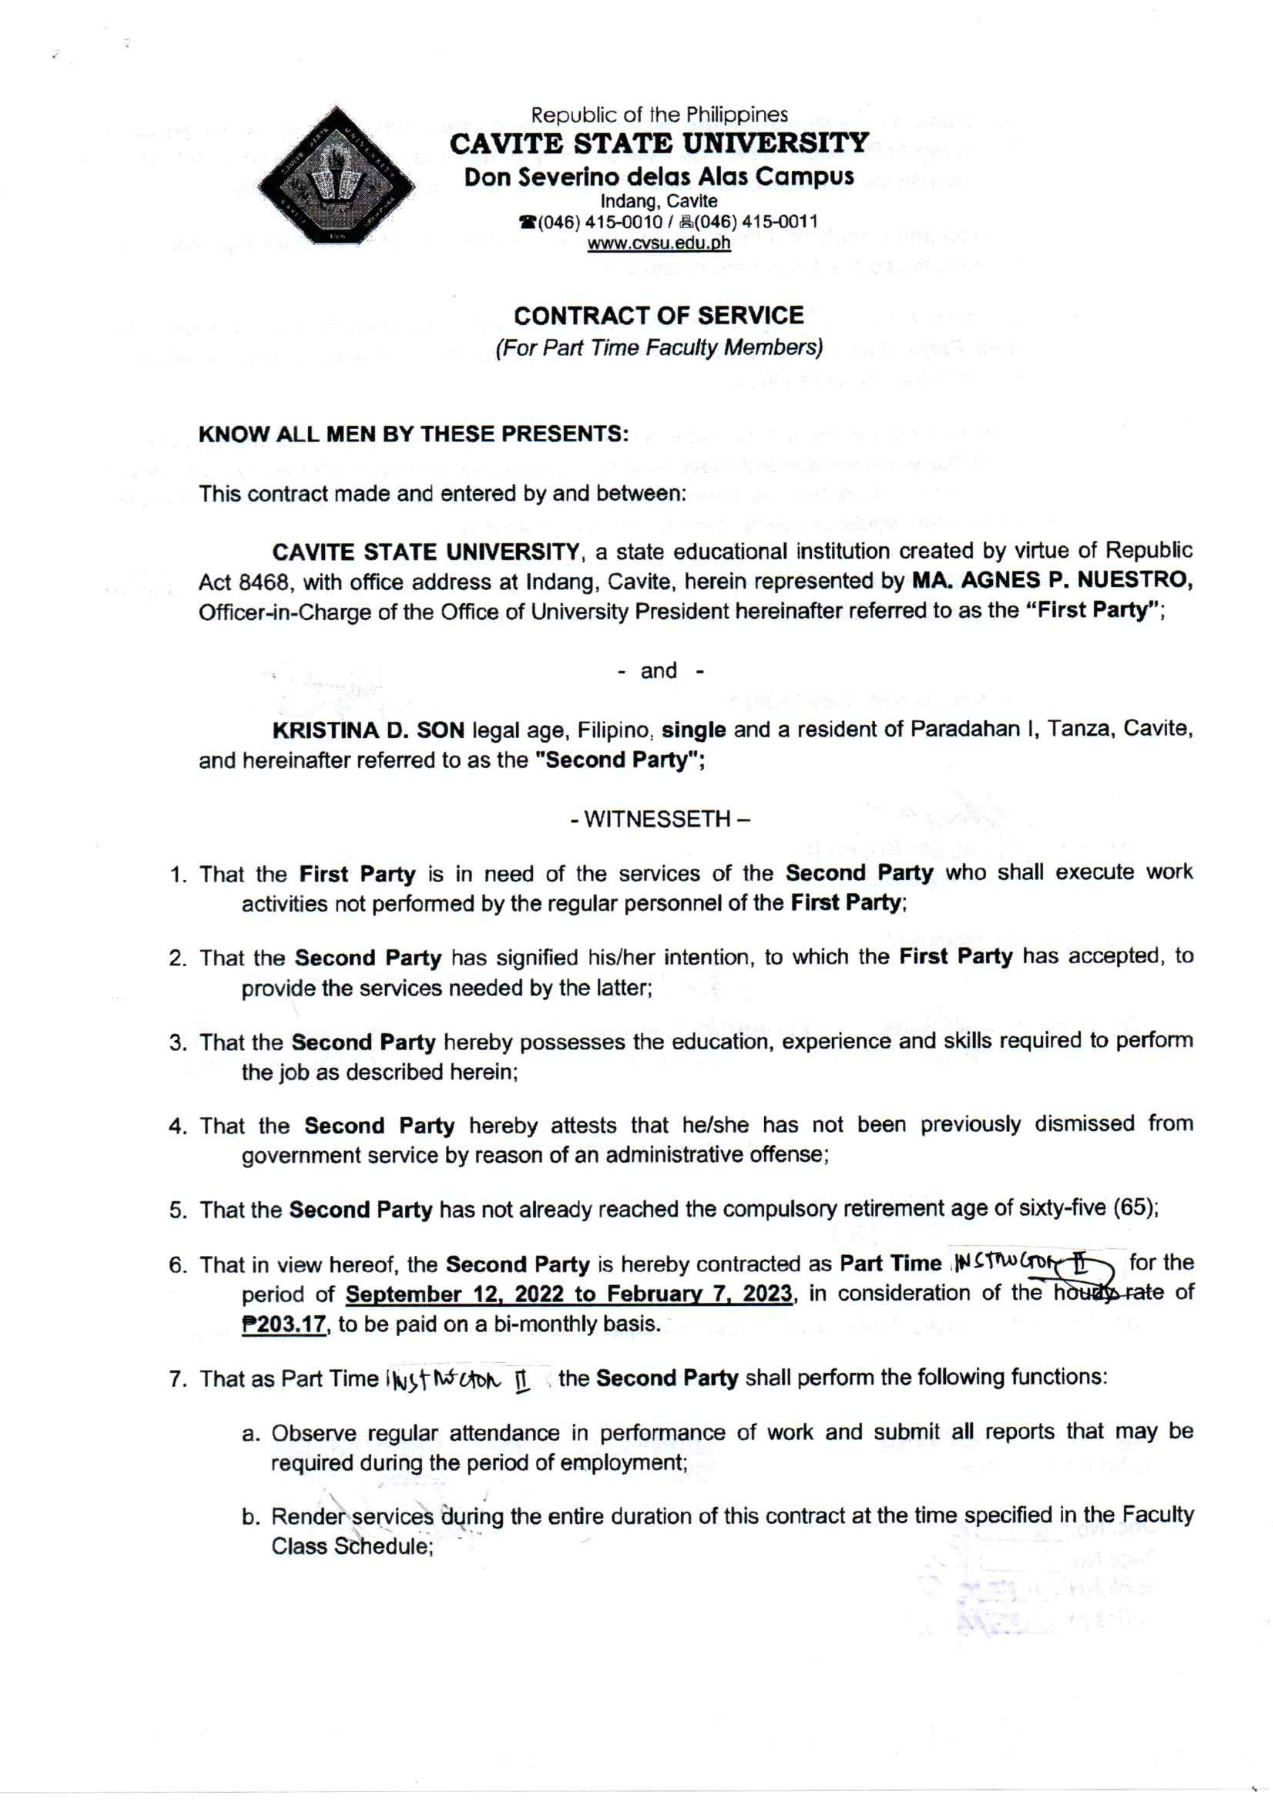 Republic of the Philippines
CAVITE STATE UNIVERSITY
Don Severino delas Alas Campus
Indang, Cavite
☎(046) 415-0010 / 🖷(046) 415-0011
www.cvsu.edu.ph
CONTRACT OF SERVICE
(For Part Time Faculty Members)
KNOW ALL MEN BY THESE PRESENTS:
This contract made and entered by and between:
CAVITE STATE UNIVERSITY, a state educational institution created by virtue of Republic
Act 8468, with office address at Indang, Cavite, herein represented by MA. AGNES P. NUESTRO,
Officer-in-Charge of the Office of University President hereinafter referred to as the “First Party”;
- and -
KRISTINA D. SON legal age, Filipino, single and a resident of Paradahan I, Tanza, Cavite,
and hereinafter referred to as the "Second Party";
- WITNESSETH –
1. That the First Party is in need of the services of the Second Party who shall execute work
activities not performed by the regular personnel of the First Party;
2. That the Second Party has signified his/her intention, to which the First Party has accepted, to
provide the services needed by the latter;
3. That the Second Party hereby possesses the education, experience and skills required to perform
the job as described herein;
4. That the Second Party hereby attests that he/she has not been previously dismissed from
government service by reason of an administrative offense;
5. That the Second Party has not already reached the compulsory retirement age of sixty-five (65);
6. That in view hereof, the Second Party is hereby contracted as Part Time INSTRUCTOR II for the
period of September 12, 2022 to February 7, 2023, in consideration of the hourly rate of
₱203.17, to be paid on a bi-monthly basis.
7. That as Part Time INSTRUCTOR II the Second Party shall perform the following functions:
a. Observe regular attendance in performance of work and submit all reports that may be
required during the period of employment;
b. Render services during the entire duration of this contract at the time specified in the Faculty
Class Schedule;